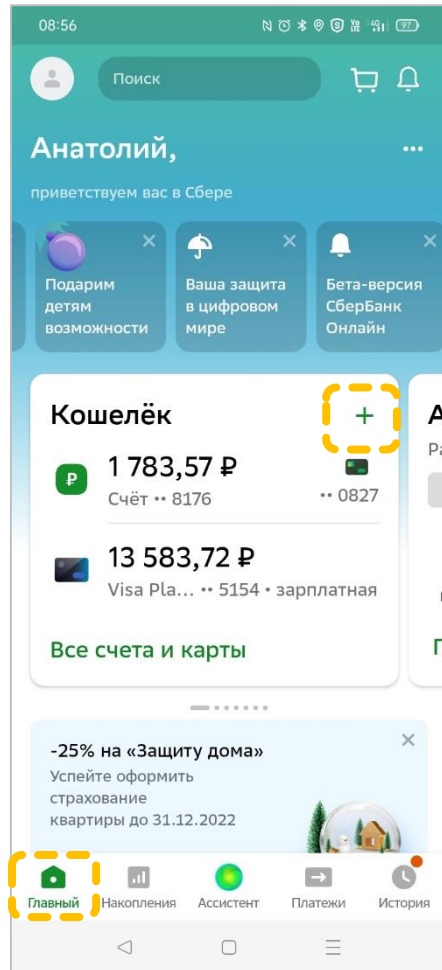 08:56
97
Поиск
Анатолий,
приветствуем вас в Сбере
Подарим
детям
возможности
Ваша защита
в цифровом
мире
Бета-версия
СберБанк
Онлайн
Кошелёк
+
1 783,57 ₽
Счёт •• 8176
•• 0827
13 583,72 ₽
Visa Pla... •• 5154 • зарплатная
Все счета и карты
-25% на «Защиту дома»
Успейте оформить
страхование
квартиры до 31.12.2022
Главный
Накопления
Ассистент
Платежи
История